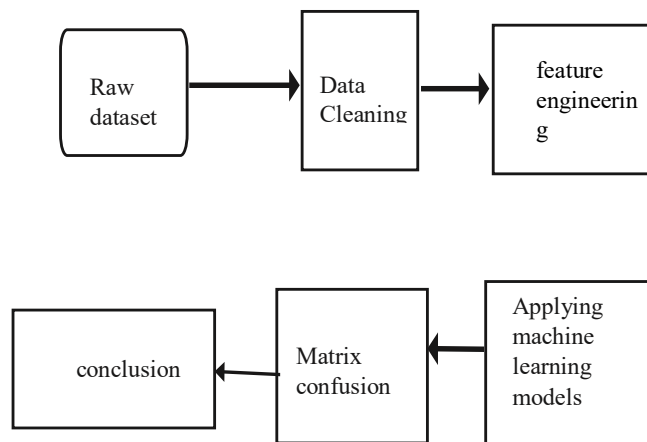 Raw
dataset
Data
Cleaning
feature
engineerin
g
Applying
machine
learning
models
Matrix
confusion
conclusion